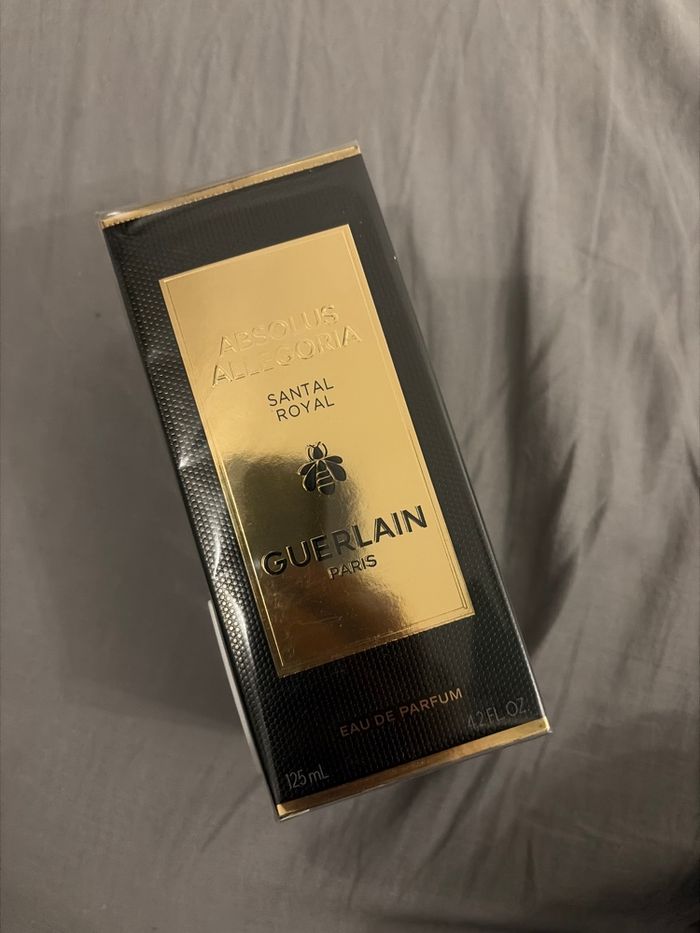 ABSOLUS
ALLEGORIA
SANTAL
ROYAL
GUERLAIN
PARIS
EAU DE PARFUM
125 mL
4.2 FL.OZ.